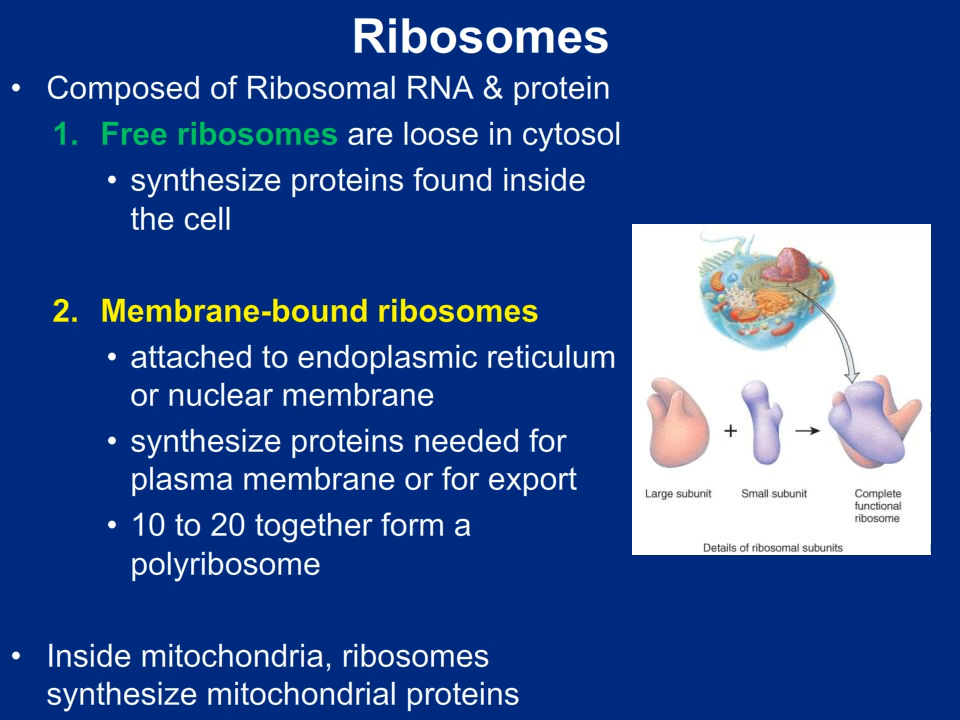 Ribosomes
• Composed of Ribosomal RNA & protein
1. Free ribosomes are loose in cytosol
• synthesize proteins found inside
the cell
2. Membrane-bound ribosomes
• attached to endoplasmic reticulum
or nuclear membrane
• synthesize proteins needed for
plasma membrane or for export
• 10 to 20 together form a
polyribosome
• Inside mitochondria, ribosomes
synthesize mitochondrial proteins
+
Large subunit
Small subunit
Complete
functional
ribosome
Details of ribosomal subunits